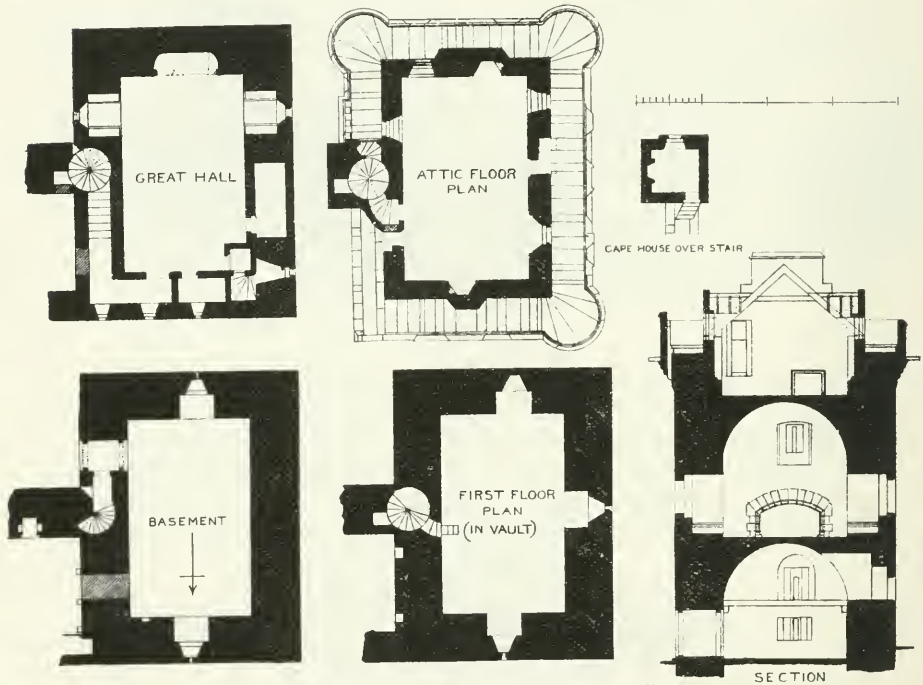 GREAT HALL
ATTIC FLOOR
PLAN
CAPE HOUSE OVER STAIR
BASEMENT
FIRST FLOOR
PLAN
(IN VAULT)
SECTION